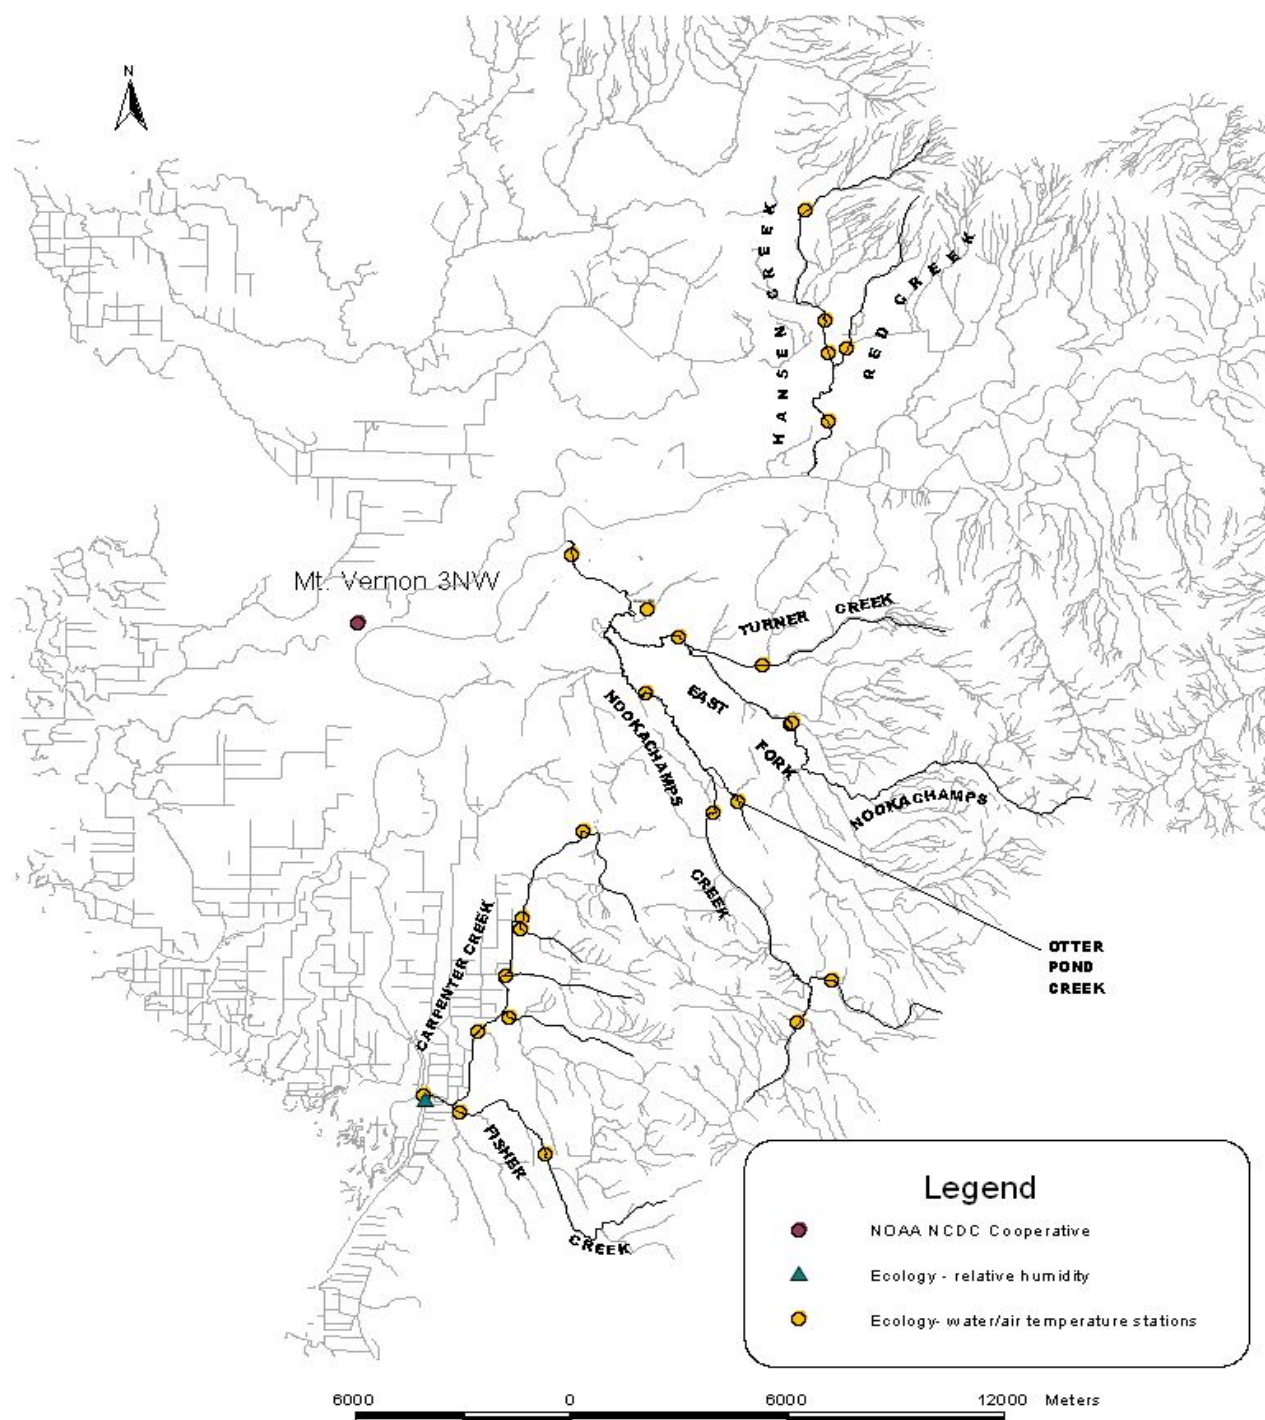 N
HANSEN CREEK
RED CREEK
Mt. Vernon 3NW
TURNER CREEK
EAST FORK NOOKACHAMPS
NOOKACHAMPS CREEK
CARPENTER CREEK
OTTER
POND
CREEK
FISHER CREEK
Legend
NOAA NCDC Cooperative
Ecology - relative humidity
Ecology- water/air temperature stations
6000 0 6000 12000 Meters